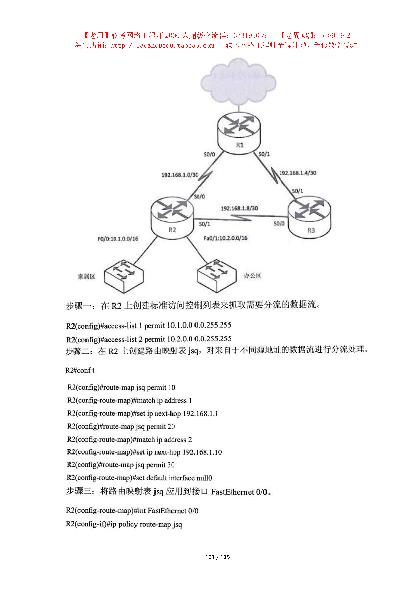 R1
S0/0
S0/1
192.168.1.0/30
192.168.1.4/30
S0/0
S0/1
192.168.1.8/30
R2
S0/1
S0/0
R3
F0/0:10.1.0.0/16
Fa0/1:10.2.0.0/16
家属区
办公区
步骤一：在 R2 上创建标准访问控制列表来抓取需要分流的数据流。
R2(config)#access-list 1 permit 10.1.0.0 0.0.255.255
R2(config)#access-list 2 permit 10.2.0.0 0.0.255.255
步骤二：在 R2 上创建路由映射表 jsq，对来自于不同源地址的数据流进行分流处理。
R2#conf t
R2(config)#route-map jsq permit 10
R2(config-route-map)#match ip address 1
R2(config-route-map)#set ip next-hop 192.168.1.1
R2(config-route-map)#route-map jsq permit 20
R2(config-route-map)#match ip address 2
R2(config-route-map)#set ip next-hop 192.168.1.10
R2(config-route-map)#route-map jsq permit 30
R2(config-route-map)#set default interface null0
步骤三：将路由映射表 jsq 应用到接口 FastEthernet 0/0。
R2(config-route-map)#int FastEthernet 0/0
R2(config-if)#ip policy route-map jsq